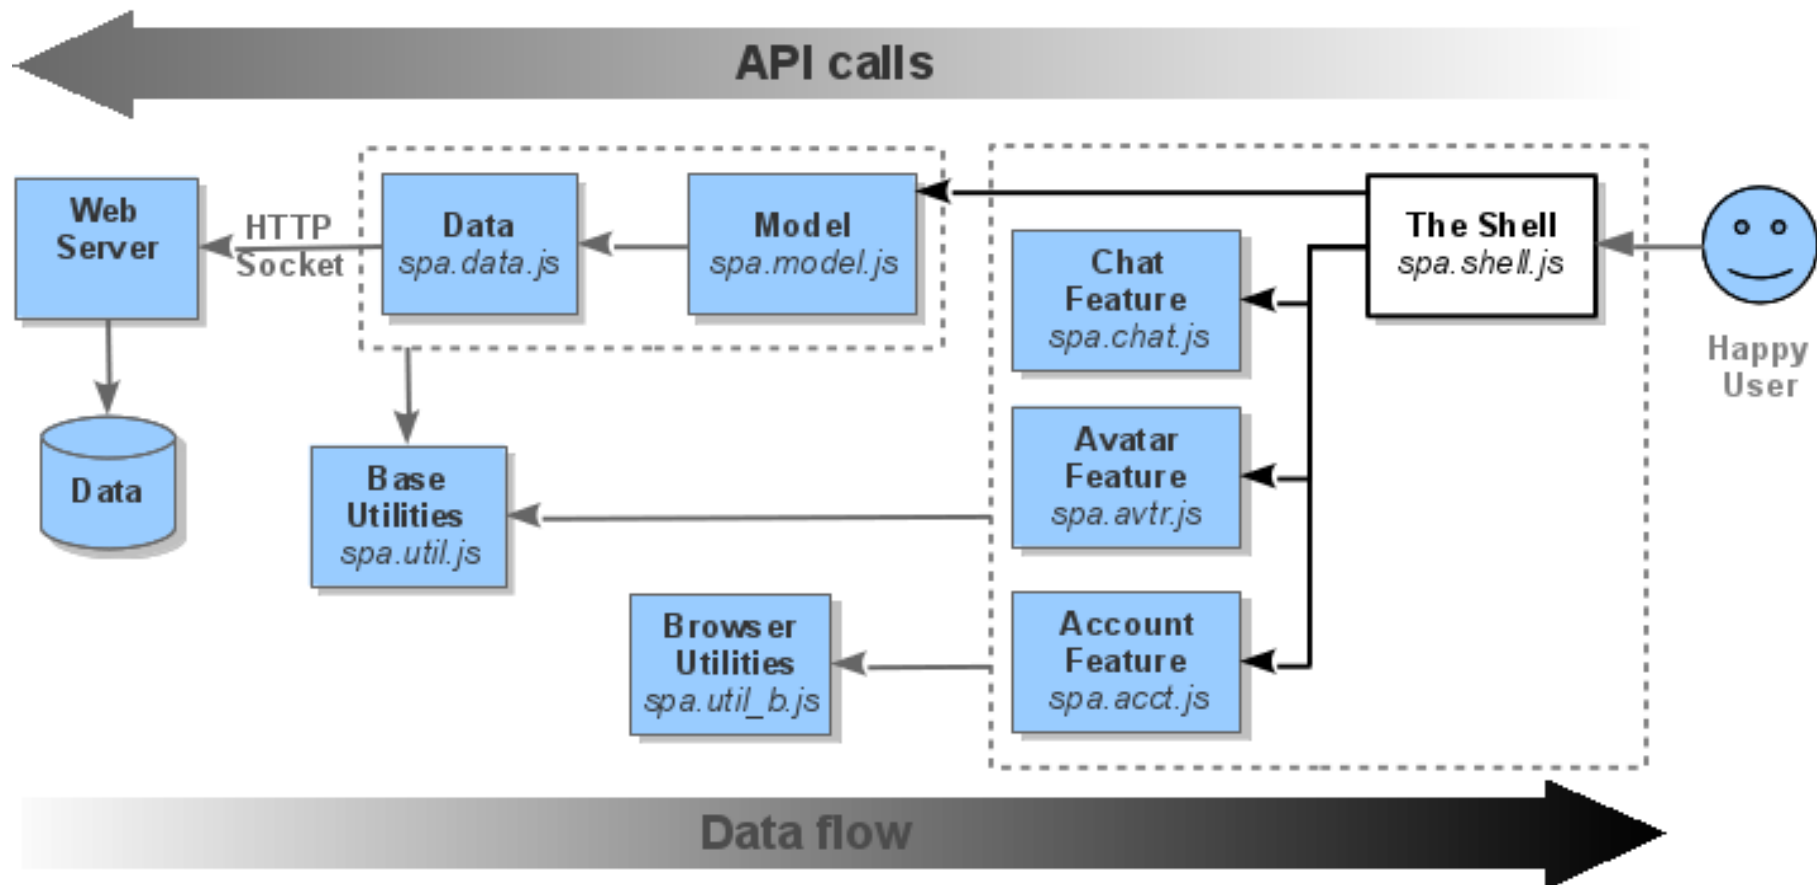 API calls
Web
Server
HTTP
Socket
Data
spa.data.js
Model
spa.model.js
Chat
Feature
spa.chat.js
The Shell
spa.shell.js
Happy
User
Data
Base
Utilities
spa.util.js
Avatar
Feature
spa.avtr.js
Browser
Utilities
spa.util_b.js
Account
Feature
spa.acct.js
Data flow